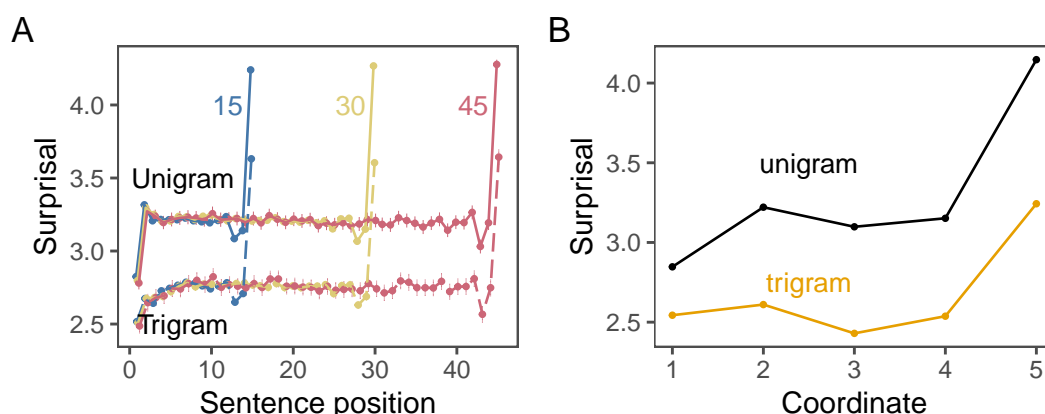 A
Surprisal
4.0
3.5
3.0
2.5
15
30
45
Unigram
Trigram
0
10
20
30
40
Sentence position
B
Surprisal
4.0
3.5
3.0
2.5
unigram
trigram
1
2
3
4
5
Coordinate